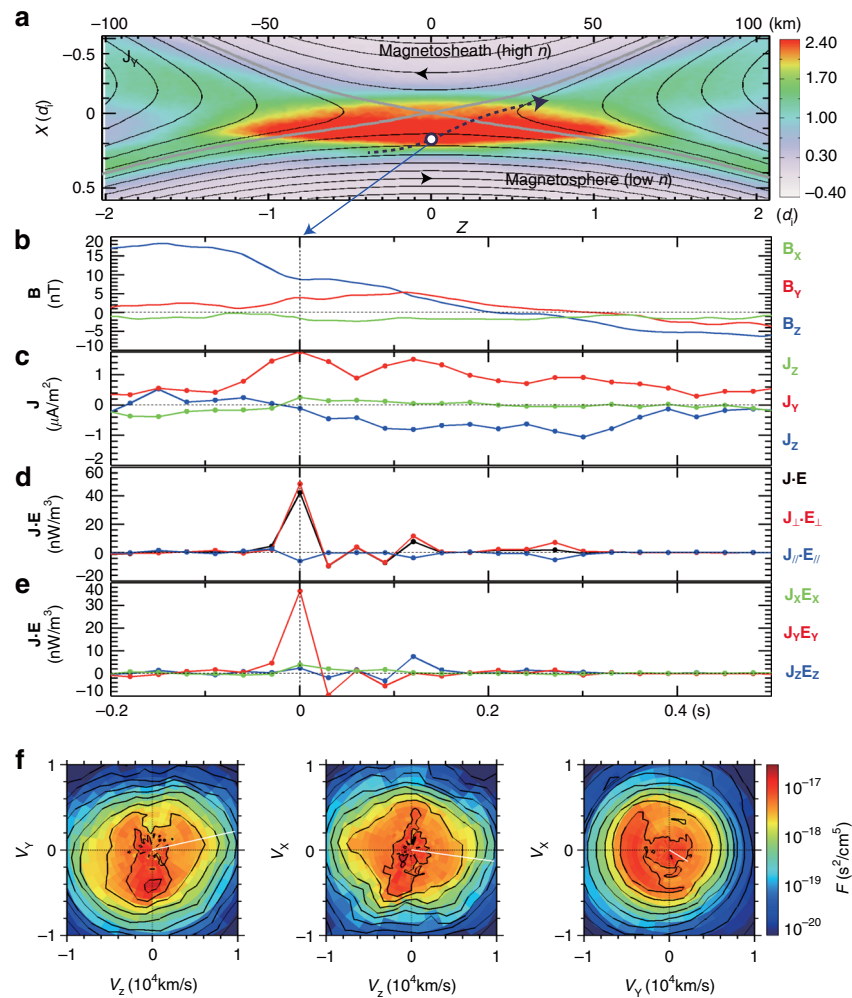 a
−100 −50 0 50 100 (km)
J_Y
Magnetosheath (high n)
Magnetosphere (low n)
X (d_i)
−0.5
0
0.5
−2 −1 0 1 2 (d_i)
Z
2.40
1.70
1.00
0.30
−0.40
b
B
(nT)
20
15
10
5
0
−5
−10
B_X
B_Y
B_Z
c
J
(μA/m²)
1
0
−1
−2
J_Z
J_Y
J_Z
d
J·E
(nW/m³)
60
40
20
0
−20
J·E
J_⊥·E_⊥
J_//·E_//
e
J·E
(nW/m³)
40
30
20
10
0
−10
J_XE_X
J_YE_Y
J_ZE_Z
−0.2 0 0.2 0.4 (s)
f
V_Y
1
0
−1
−1 0 1
V_z (10⁴km/s)
V_X
1
0
−1
−1 0 1
V_z (10⁴km/s)
V_X
1
0
−1
−1 0 1
V_Y (10⁴km/s)
10⁻¹⁷
10⁻¹⁸
10⁻¹⁹
10⁻²⁰
F (s²/cm⁵)